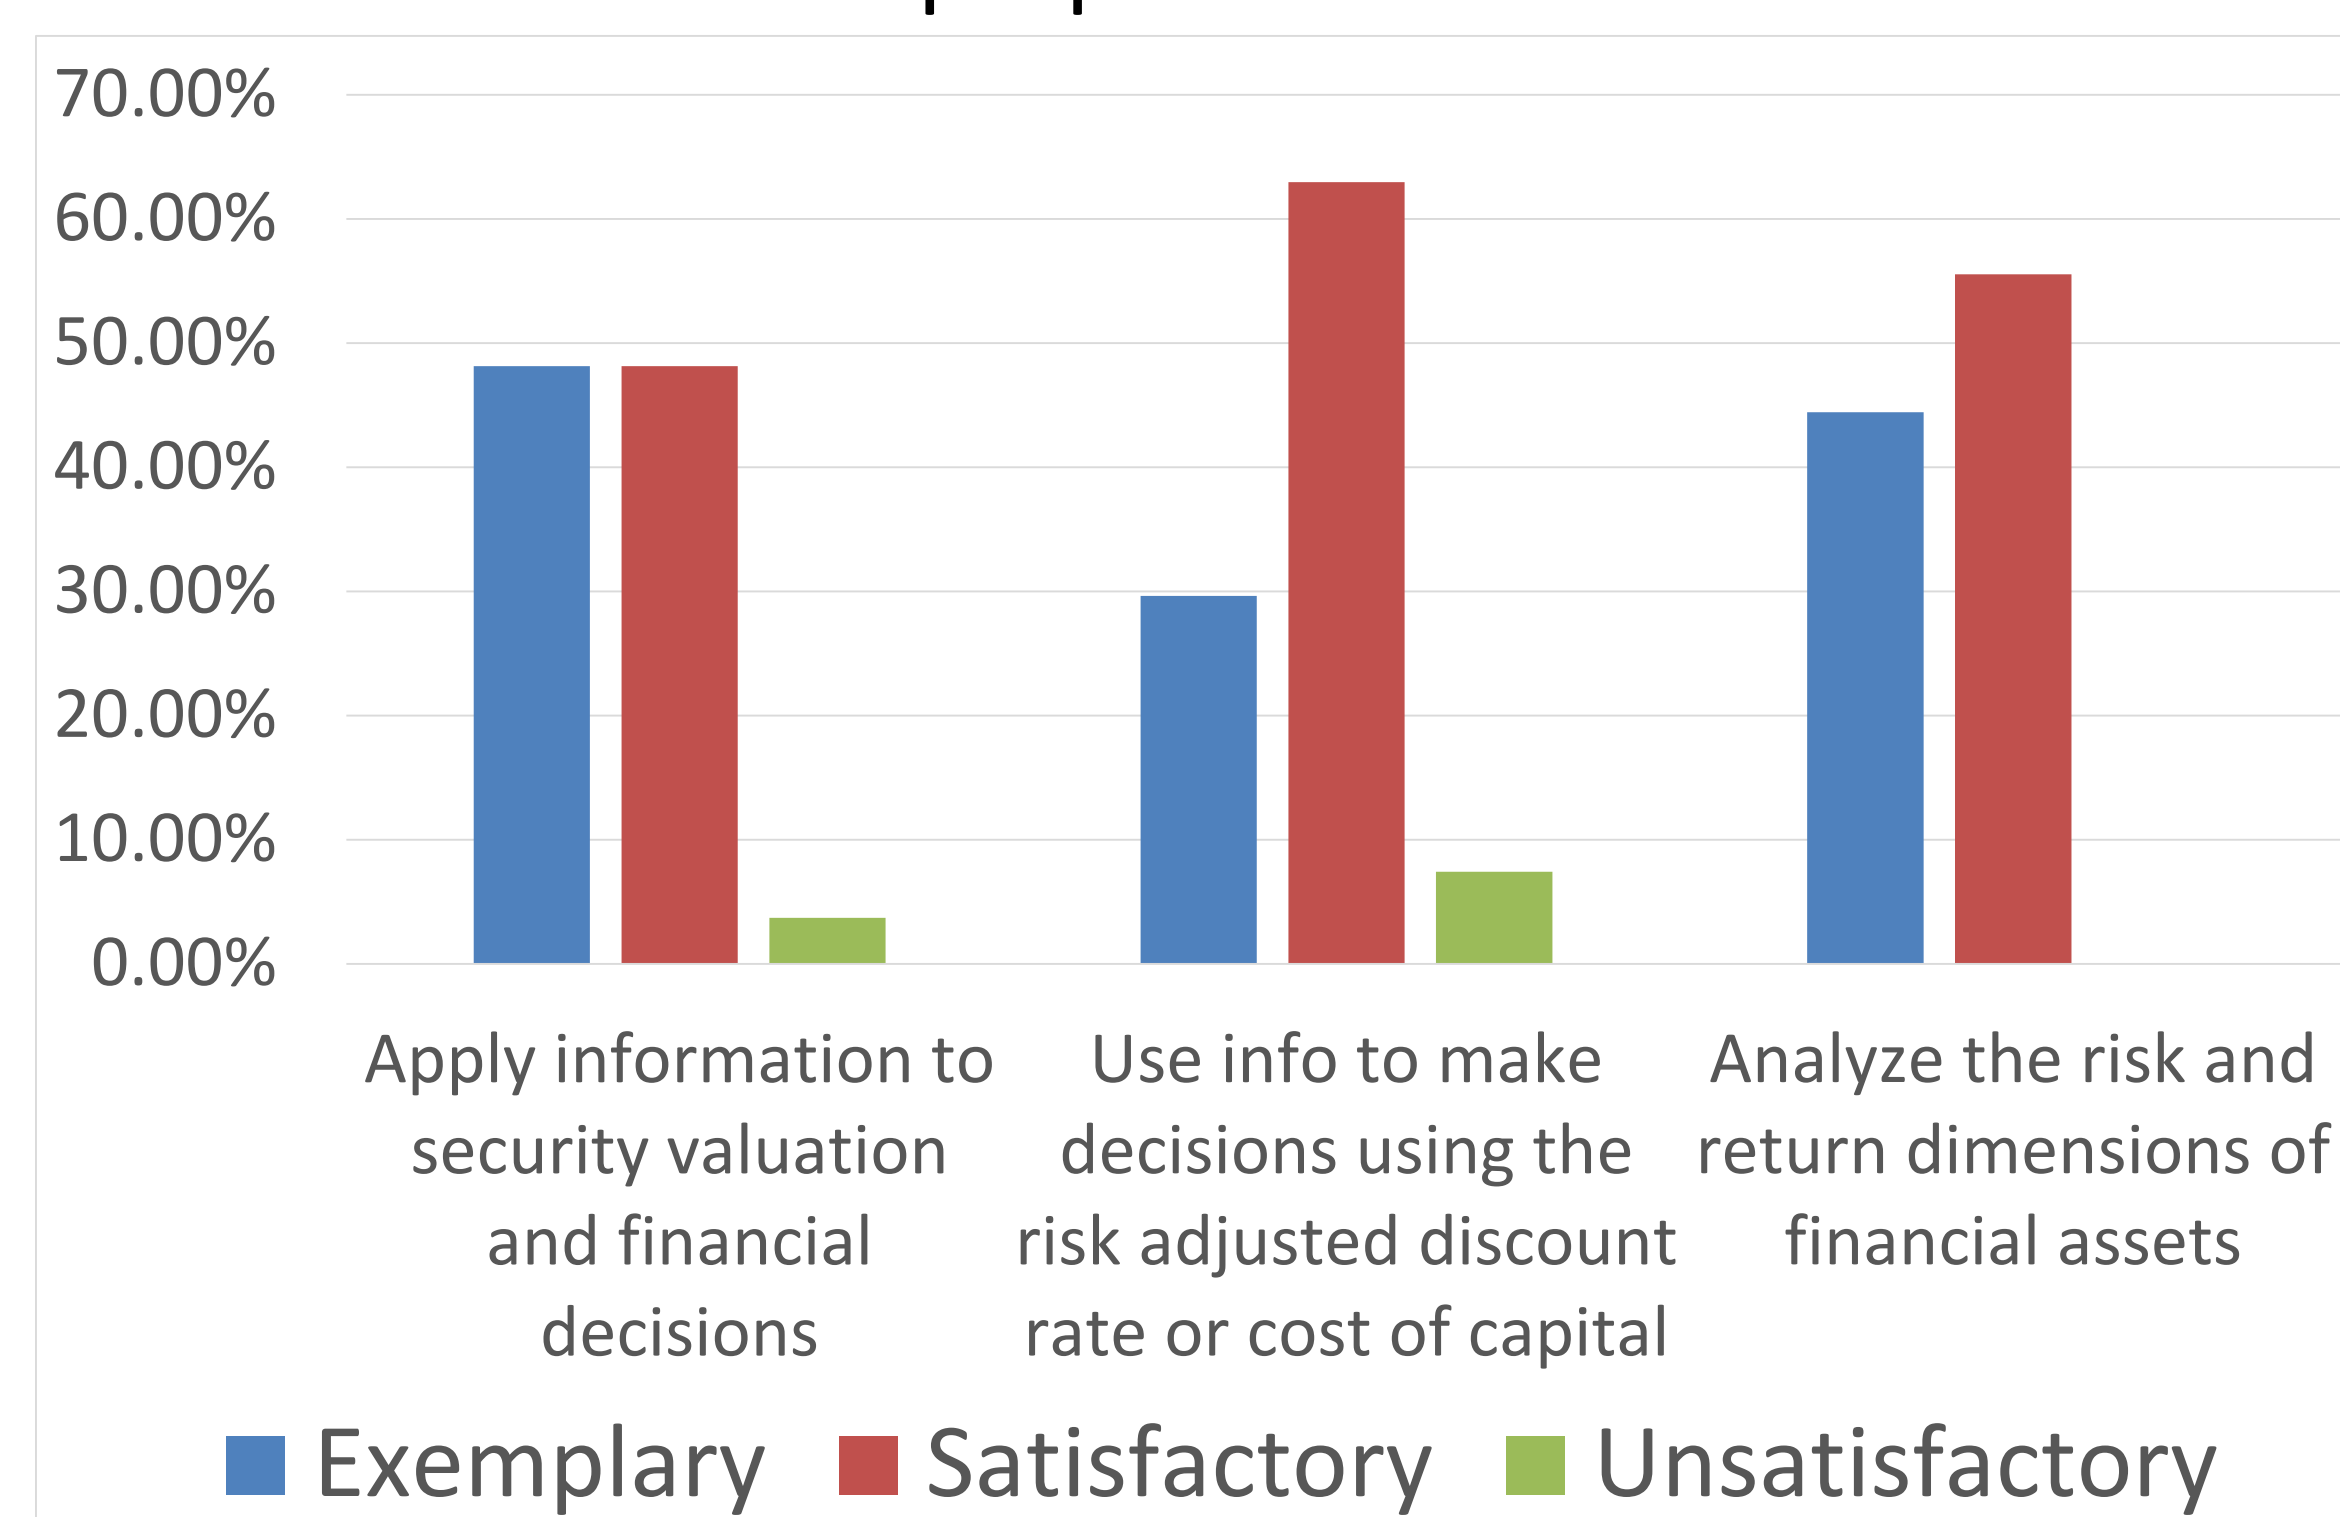 70.00%
60.00%
50.00%
40.00%
30.00%
20.00%
10.00%
0.00%
Apply information to
security valuation
and financial
decisions
Use info to make
decisions using the
risk adjusted discount
rate or cost of capital
Analyze the risk and
return dimensions of
financial assets
Exemplary
Satisfactory
Unsatisfactory